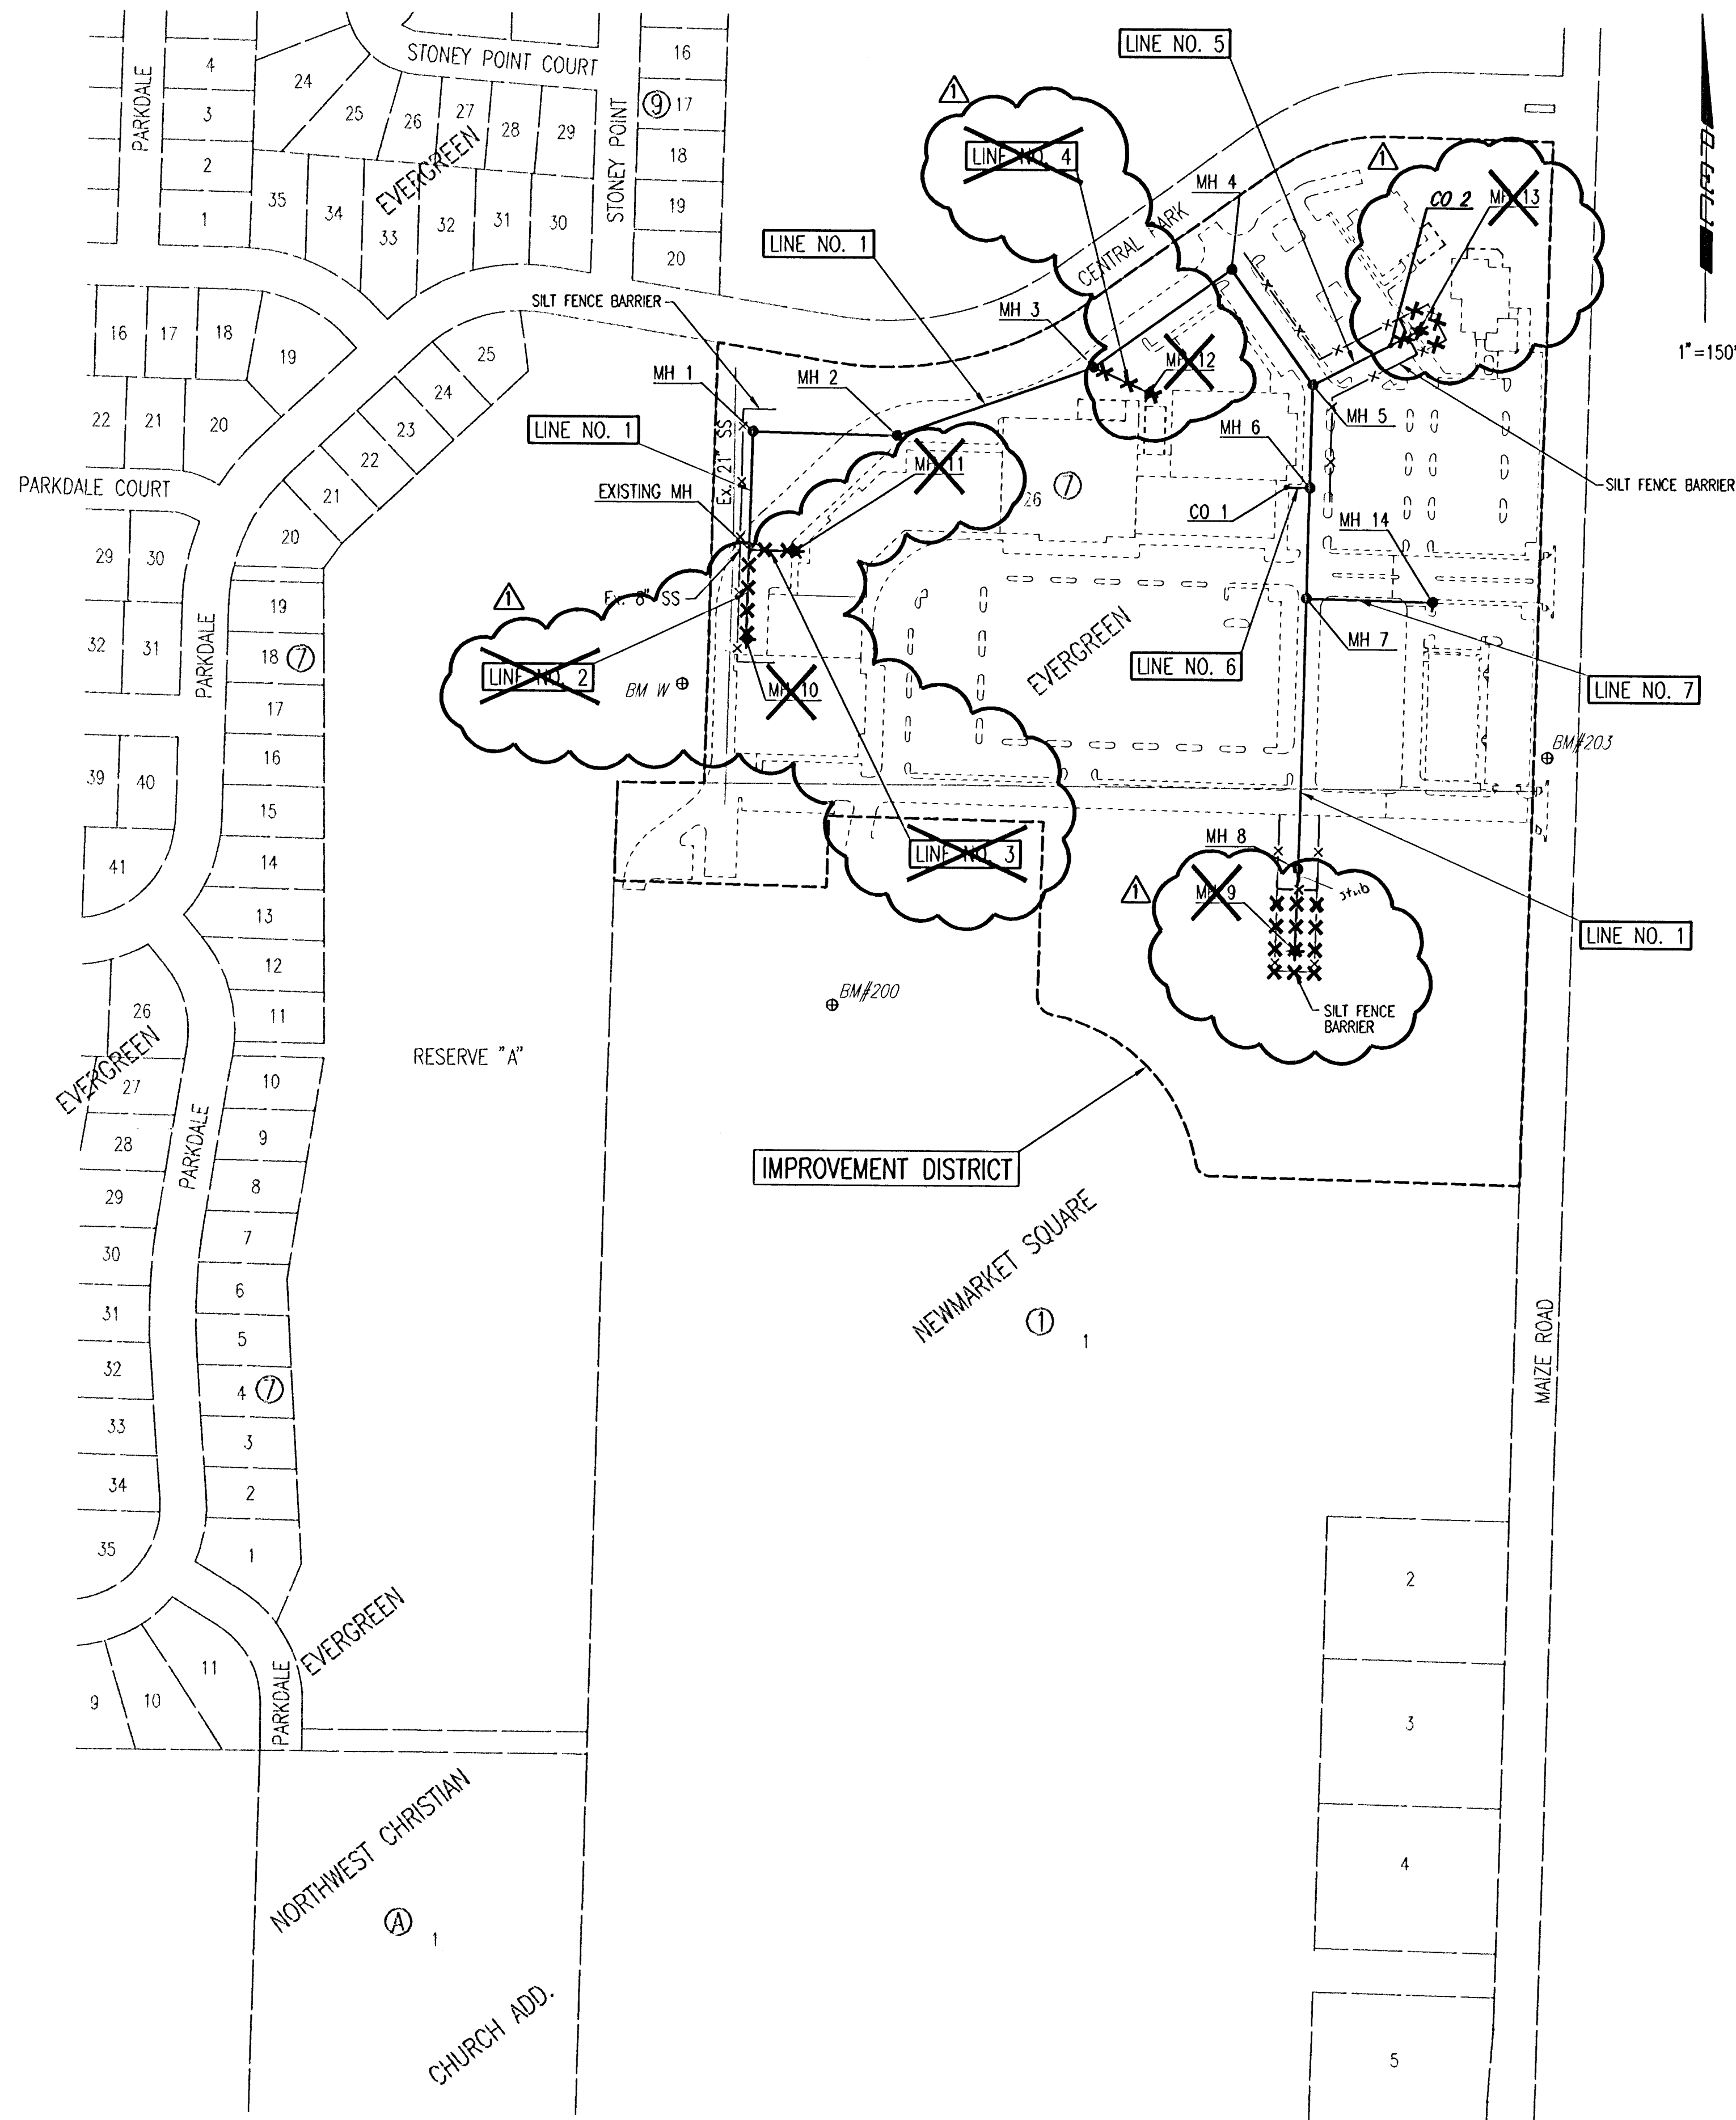 LINE NO. 5
STONEY POINT COURT
16
4
24
PARKDALE
3
25
26
27
28
29
9
17
1
2
EVERGREEN
STONEY POINT
18
LINE NO. 4
1
35
34
33
32
31
30
19
1
MH 4
CO 2
MH 13
20
LINE NO. 1
CENTRAL PARK
SILT FENCE BARRIER
MH 3
16
17
18
19
25
MH 12
1"=150'
24
MH 1
MH 2
22
21
20
23
LINE NO. 1
MH 6
MH 5
22
Ex. 21" SS
MH 11
PARKDALE COURT
21
EXISTING MH
26
7
CO 1
SILT FENCE BARRIER
MH 14
29
30
20
1
Ex. 8" SS
19
32
31
PARKDALE
18
7
LINE NO. 2
BM W
MH 10
EVERGREEN
LINE NO. 6
MH 7
LINE NO. 7
17
BM#203
16
39
40
15
MH 8
41
14
LINE NO. 3
1
MH 9
stub
13
LINE NO. 1
12
BM#200
26
11
SILT FENCE
BARRIER
EVERGREEN
RESERVE "A"
27
10
28
PARKDALE
9
IMPROVEMENT DISTRICT
29
8
30
7
NEWMARKET SQUARE
31
6
1
1
32
5
4
7
MAIZE ROAD
33
3
34
2
35
1
2
EVERGREEN
11
9
10
PARKDALE
3
NORTHWEST CHRISTIAN
4
A
1
CHURCH ADD.
5